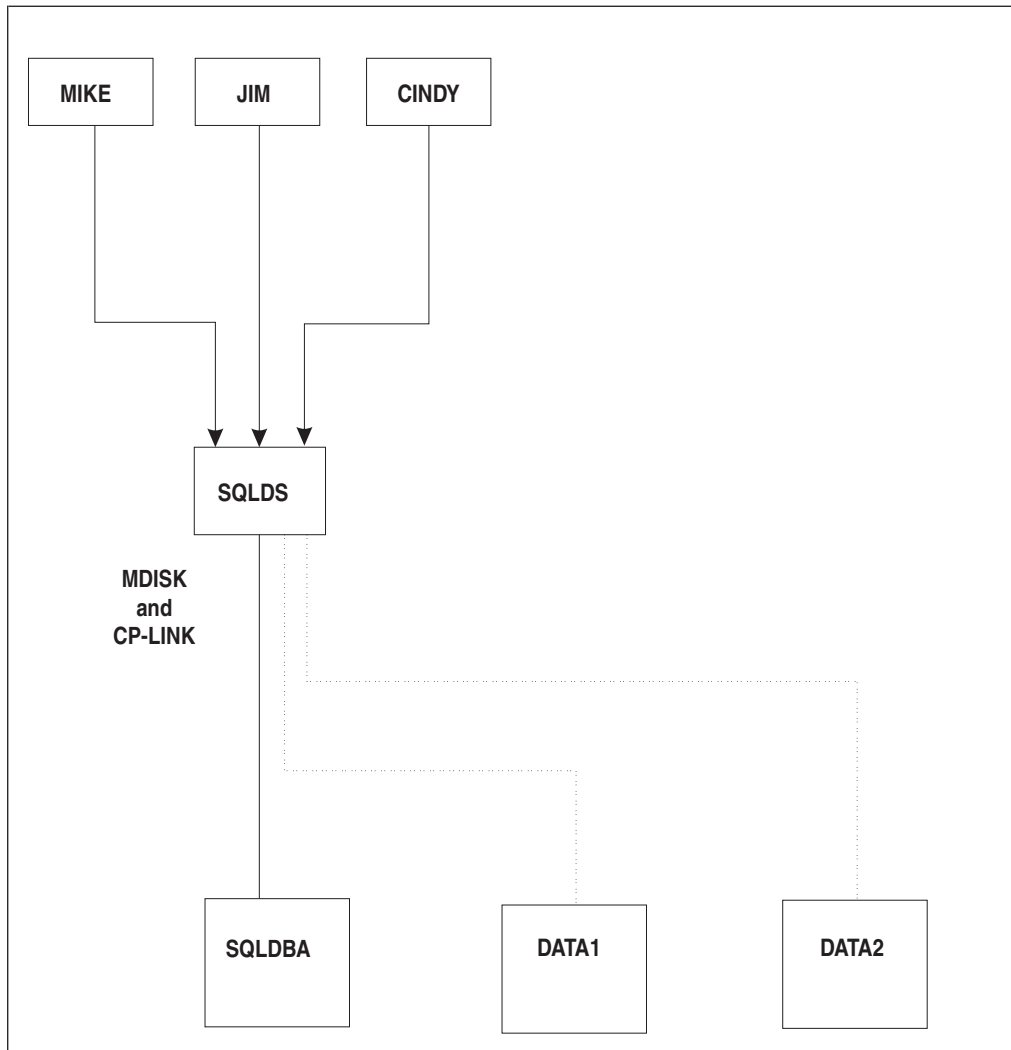 MIKE
JIM
CINDY
SQLDS
MDISK
and
CP-LINK
SQLDBA
DATA1
DATA2